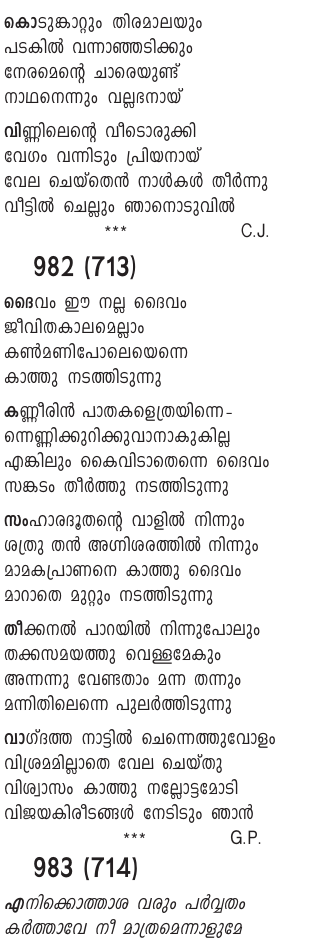 കൊടുങ്കാറ്റും തിരമാലയും
പടകിൽ വന്നാഞ്ഞടിക്കും
നേരമെന്റെ ചാരെയുണ്ട്
നാഥനെന്നും വല്ലഭനായ്
വിണ്ണിലെന്റെ വീടൊരുക്കി
വേഗം വന്നിടും പ്രിയനായ്
വേല ചെയ്തെൻ നാൾകൾ തീർന്നു
വീട്ടിൽ ചെല്ലും ഞാനൊടുവിൽ
*** C.J.
982 (713)
ദൈവം ഈ നല്ല ദൈവം
ജീവിതകാലമെല്ലാം
കൺമണിപോലെയെന്നെ
കാത്തു നടത്തിടുന്നു
കണ്ണീരിൻ പാതകളെത്രയിന്നെ-
ന്നെണ്ണിക്കുറിക്കുവാനാകുകില്ല
എങ്കിലും കൈവിടാതെന്നെ ദൈവം
സങ്കടം തീർത്തു നടത്തിടുന്നു
സംഹാരദൂതന്റെ വാളിൽ നിന്നും
ശത്രു തൻ അഗ്നിശരത്തിൽ നിന്നും
മാമകപ്രാണനെ കാത്തു ദൈവം
മാറാതെ മുറ്റും നടത്തിടുന്നു
തീക്കനൽ പാറയിൽ നിന്നുപോലും
തക്കസമയത്തു വെള്ളമേകും
അന്നന്നു വേണ്ടതാം മന്ന തന്നും
മന്നിതിലെന്നെ പുലർത്തിടുന്നു
വാഗ്ദത്ത നാട്ടിൽ ചെന്നെത്തുവോളം
വിശ്രമമില്ലാതെ വേല ചെയ്തു
വിശ്വാസം കാത്തു നല്ലോട്ടമോടി
വിജയകിരീടങ്ങൾ നേടിടും ഞാൻ
*** G.P.
983 (714)
എനിക്കൊത്താശ വരും പർവ്വതം
കർത്താവേ നീ മാത്രമെന്നാളുമേ